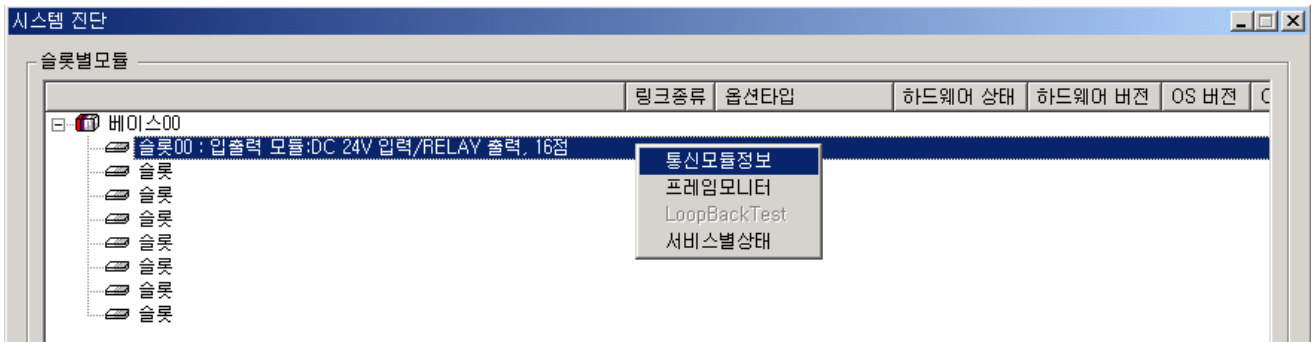 시스템 진단
슬롯별모듈
링크종류 옵션타입 하드웨어 상태 하드웨어 버전 OS 버전
베이스00
슬롯00 : 입출력 모듈:DC 24V 입력/RELAY 출력, 16점
통신모듈정보
슬롯
프레임모니터
슬롯
LoopBackTest
슬롯
서비스별상태
슬롯
슬롯
슬롯
슬롯